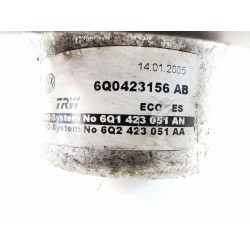 14.01.2005
6Q0423156 AB
TRW ECO ES
-System No 6Q1 423 051 AN
-System No 6Q2 423 051 AA